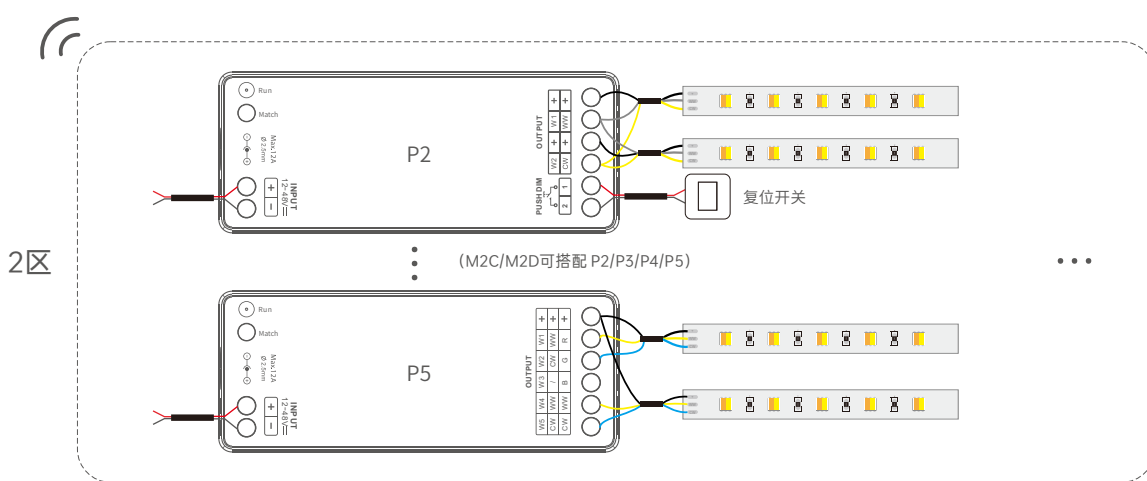 Run
Match
Ø 2.5mm
Max.12A
INPUT
12-48V
+
−
P2
OUTPUT
+ +
W1 WW
+ +
W2 CW
PUSH DIM
1
2
复位开关
2区
(M2C/M2D可搭配 P2/P3/P4/P5)
Run
Match
Ø 2.5mm
Max.12A
INPUT
12-48V
+
−
P5
OUTPUT
+ + +
W1 WW R
W2 CW G
W3 / B
W4 WW WW
W5 CW CW